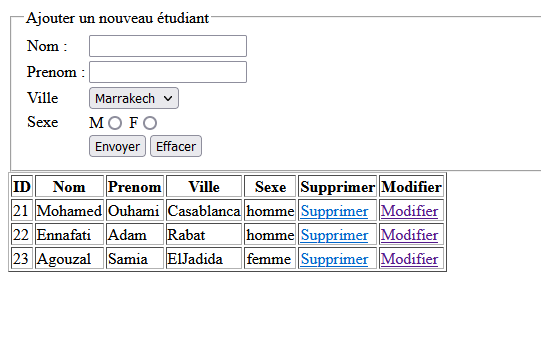 Ajouter un nouveau étudiant
Nom :
Prenom :
Ville Marrakech
Sexe M F
Envoyer Effacer
ID Nom Prenom Ville Sexe Supprimer Modifier
21 Mohamed Ouhami Casablanca homme Supprimer Modifier
22 Ennafati Adam Rabat homme Supprimer Modifier
23 Agouzal Samia ElJadida femme Supprimer Modifier